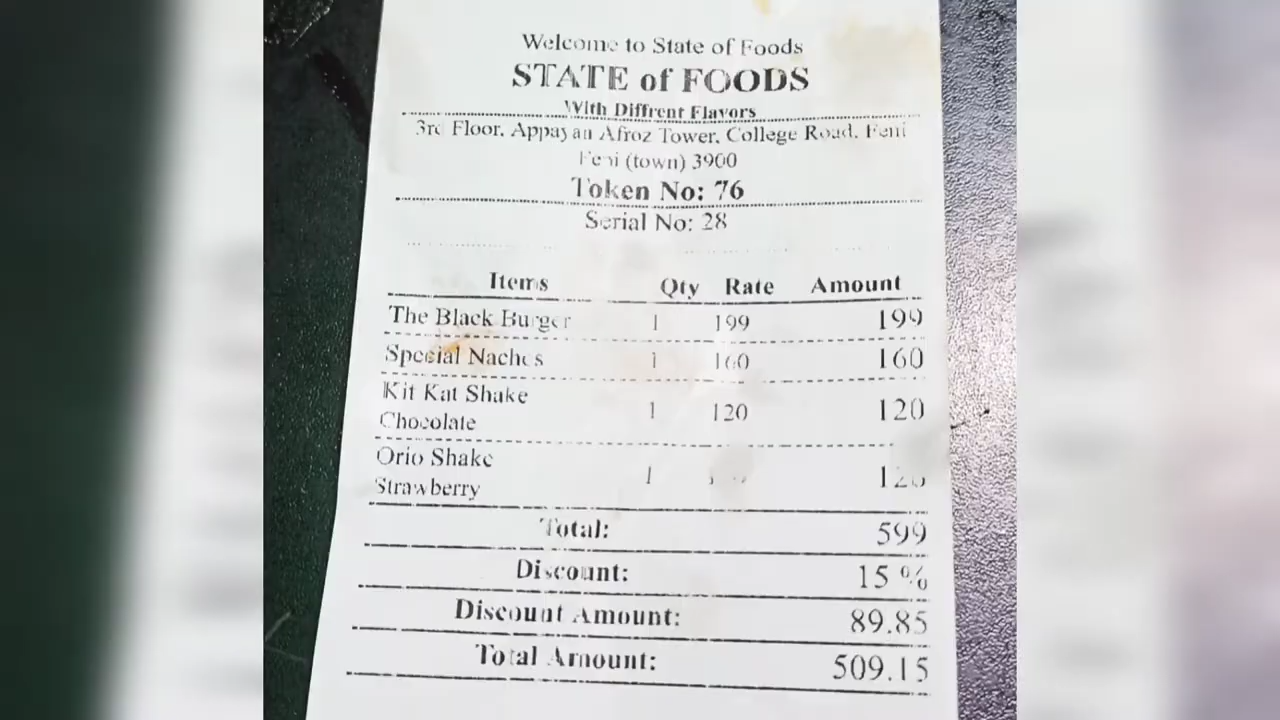 Welcome to State of Foods
STATE of FOODS
With Diffrent Flavors
3rd Floor, Appayan Afroz Tower, College Road, Feni
Feni (town) 3900
Token No: 76
Serial No: 28
Items Qty Rate Amount
The Black Burger 1 199 199
Special Naches 1 160 160
Kit Kat Shake
Chocolate 1 120 120
Orio Shake
Strawberry 1 120
Total: 599
Discount: 15 %
Discount Amount: 89.85
Total Amount: 509.15